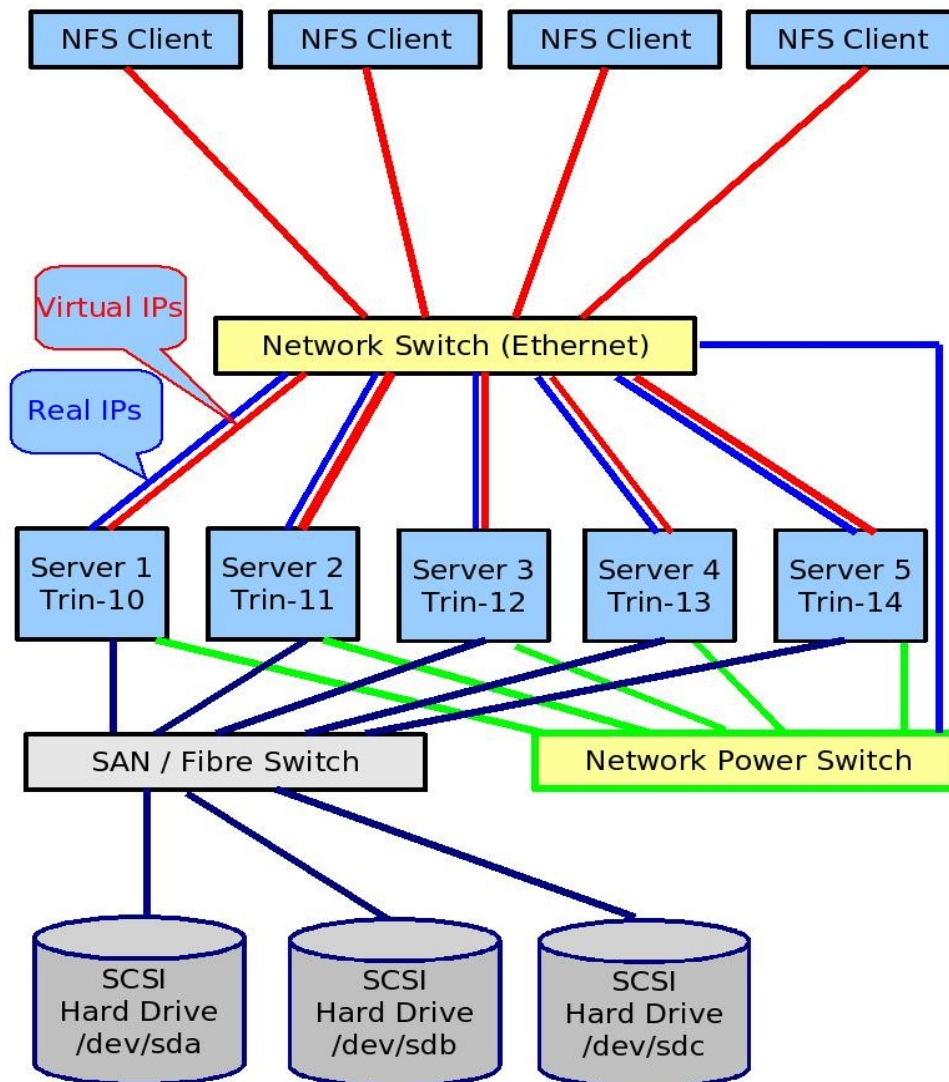 NFS Client
NFS Client
NFS Client
NFS Client
Virtual IPs
Network Switch (Ethernet)
Real IPs
Server 1
Trin-10
Server 2
Trin-11
Server 3
Trin-12
Server 4
Trin-13
Server 5
Trin-14
SAN / Fibre Switch
Network Power Switch
SCSI
Hard Drive
/dev/sda
SCSI
Hard Drive
/dev/sdb
SCSI
Hard Drive
/dev/sdc